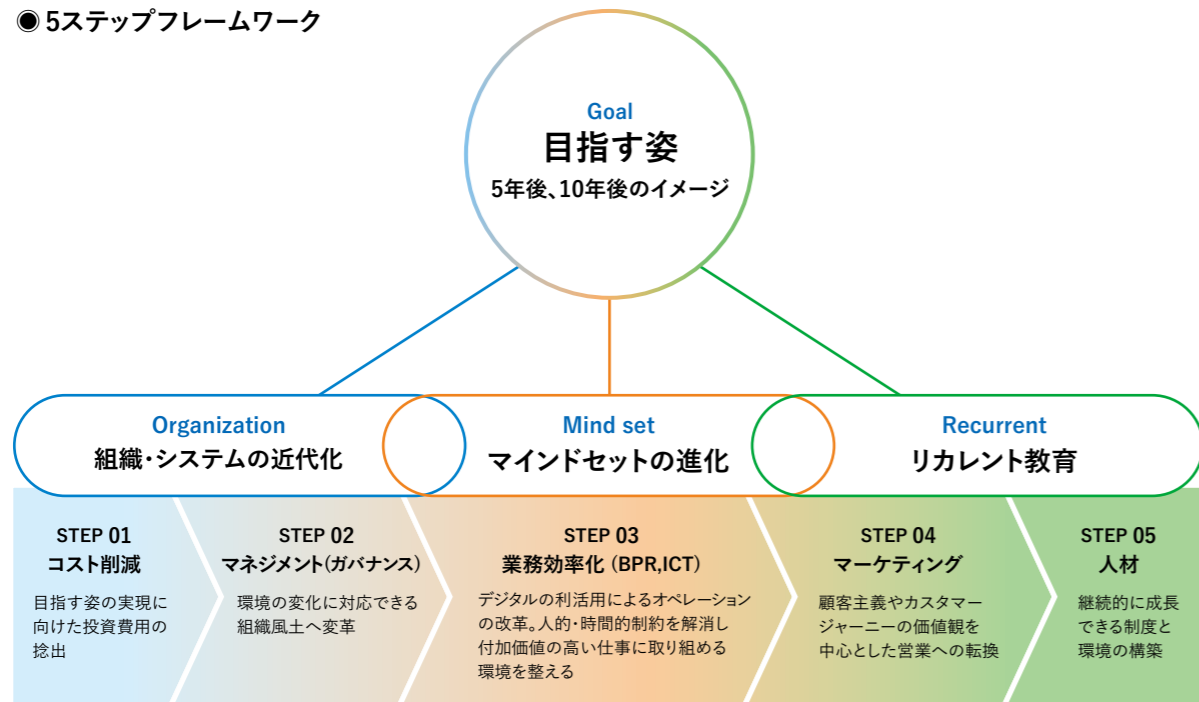 ◉ 5ステップフレームワーク
Goal
目指す姿
5年後、10年後のイメージ
Organization
組織・システムの近代化
Mind set
マインドセットの進化
Recurrent
リカレント教育
STEP 01
コスト削減
目指す姿の実現に
向けた投資費用の
捻出
STEP 02
マネジメント(ガバナンス)
環境の変化に対応できる
組織風土へ変革
STEP 03
業務効率化 (BPR,ICT)
デジタルの利活用によるオペレーション
の改革。人的・時間的制約を解消し
付加価値の高い仕事に取り組める
環境を整える
STEP 04
マーケティング
顧客主義やカスタマー
ジャーニーの価値観を
中心とした営業への転換
STEP 05
人材
継続的に成長
できる制度と
環境の構築